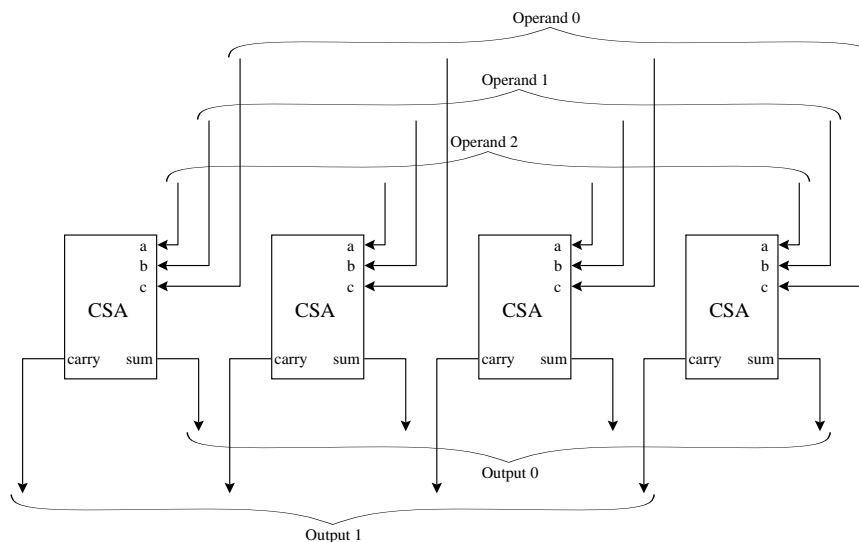 Operand 0
Operand 1
Operand 2
a a a a
b b b b
c c c c
CSA CSA CSA CSA
carry sum carry sum carry sum carry sum
Output 0
Output 1